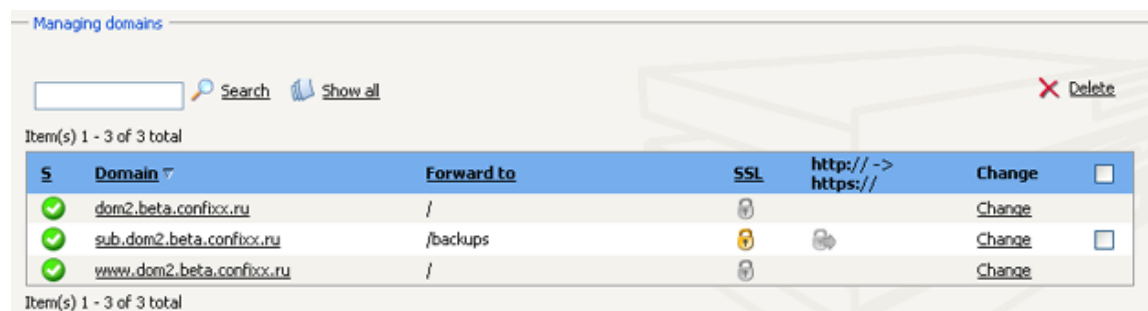 Managing domains
Search Show all Delete
Item(s) 1 - 3 of 3 total
S Domain Forward to SSL http:// -> https:// Change
dom2.beta.confixx.ru / Change
sub.dom2.beta.confixx.ru /backups Change
www.dom2.beta.confixx.ru / Change
Item(s) 1 - 3 of 3 total